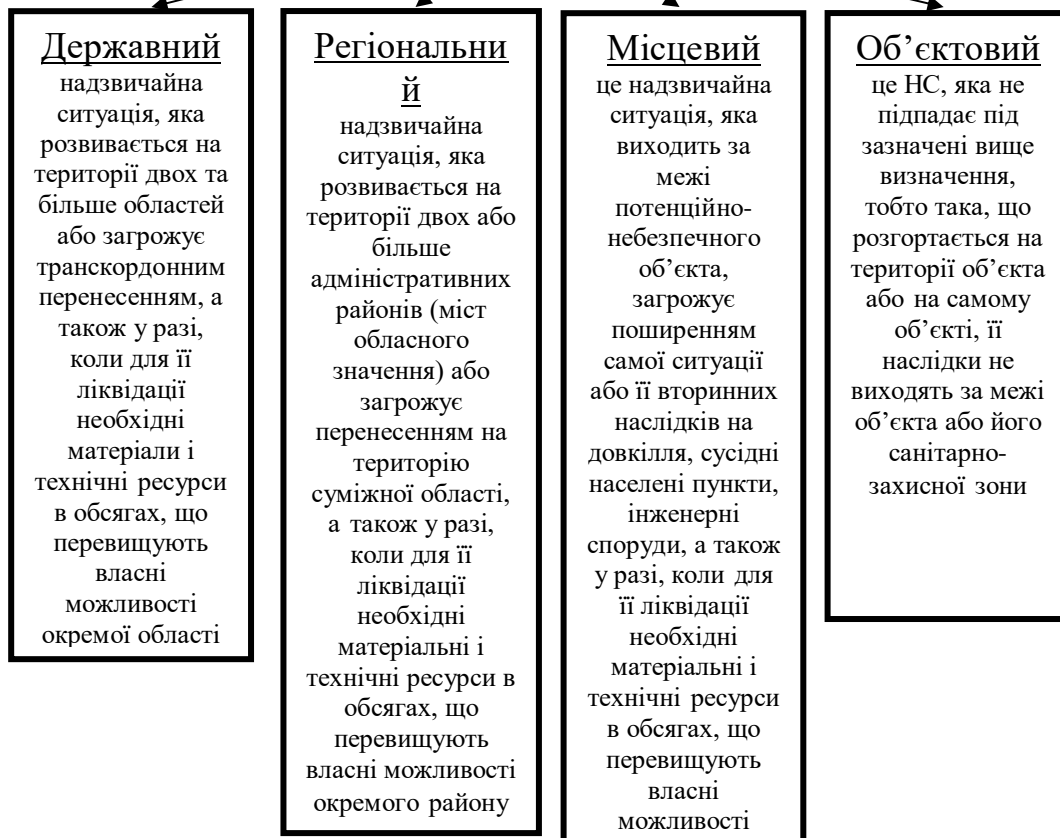 Державний
надзвичайна
ситуація, яка
розвивається на
території двох та
більше областей
або загрожує
транскордонним
перенесенням, а
також у разі,
коли для її
ліквідації
необхідні
матеріали і
технічні ресурси
в обсягах, що
перевищують
власні
можливості
окремої області
Регіональни
й
надзвичайна
ситуація, яка
розвивається на
території двох або
більше
адміністративних
районів (міст
обласного
значення) або
загрожує
перенесенням на
територію
суміжної області,
а також у разі,
коли для її
ліквідації
необхідні
матеріальні і
технічні ресурси в
обсягах, що
перевищують
власні можливості
окремого району
Місцевий
це надзвичайна
ситуація, яка
виходить за
межі
потенційно-
небезпечного
об’єкта,
загрожує
поширенням
самої ситуації
або її вторинних
наслідків на
довкілля, сусідні
населені пункти,
інженерні
споруди, а також
у разі, коли для
її ліквідації
необхідні
матеріальні і
технічні ресурси
в обсягах, що
перевищують
власні
можливості
Об’єктовий
це НС, яка не
підпадає під
зазначені вище
визначення,
тобто така, що
розгортається на
території об’єкта
або на самому
об’єкті, її
наслідки не
виходять за межі
об’єкта або його
санітарно-
захисної зони